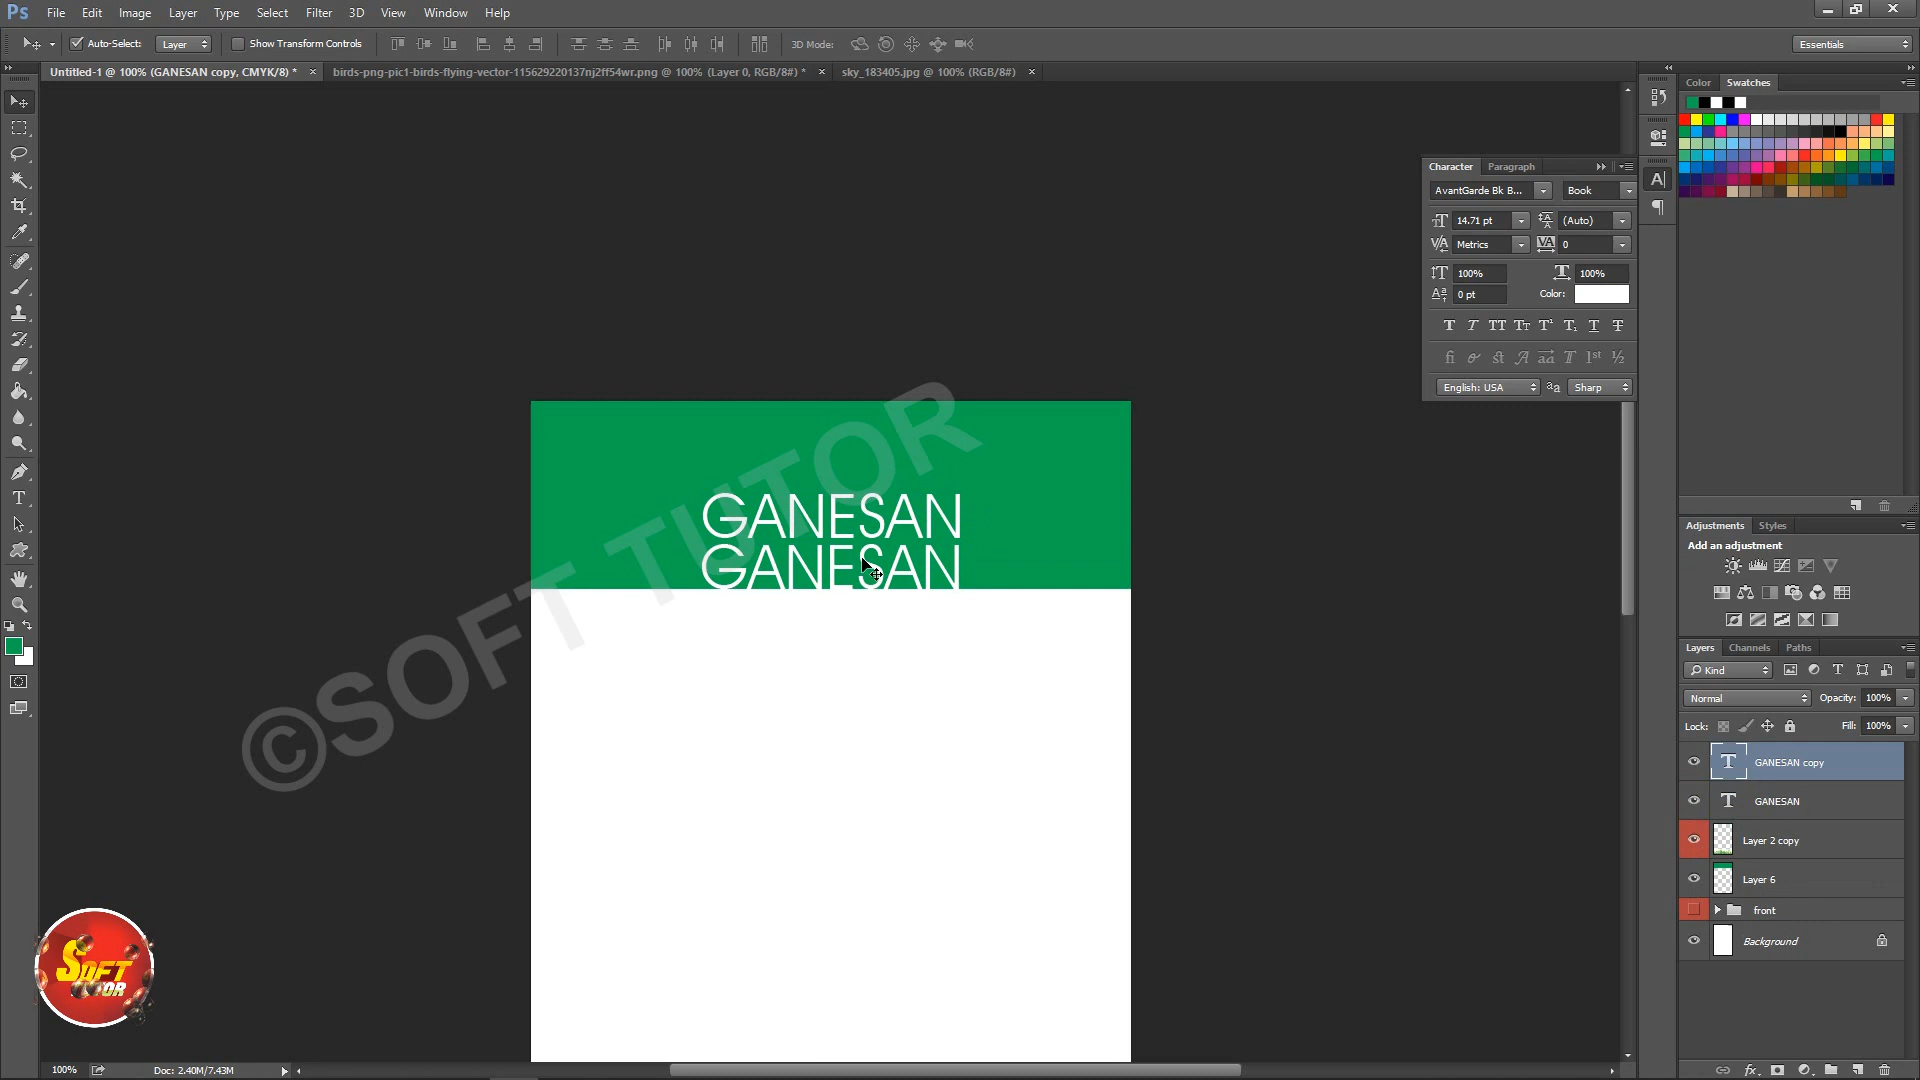 Ps File Edit Image Layer Type Select Filter 3D View Window Help
Auto-Select: Layer Show Transform Controls 3D Mode: Essentials
Untitled-1 @ 100% (GANESAN copy, CMYK/8) * × birds-png-pic1-birds-flying-vector-115629220137nj2ff54wr.png @ 100% (Layer 0, RGB/8#) * × sky_183405.jpg @ 100% (RGB/8#) ×
Color Swatches
Character Paragraph
AvantGarde Bk B... Book
14.71 pt (Auto)
Metrics 0
100% 100%
0 pt Color:
English: USA Sharp
GANESAN
GANESAN
©SOFT TUTOR
Adjustments Styles
Add an adjustment
Layers Channels Paths
Kind
Normal Opacity: 100%
Lock: Fill: 100%
GANESAN copy
GANESAN
Layer 2 copy
Layer 6
front
Background
SOFT
TUTOR
100% Doc: 2.40M/7.43M